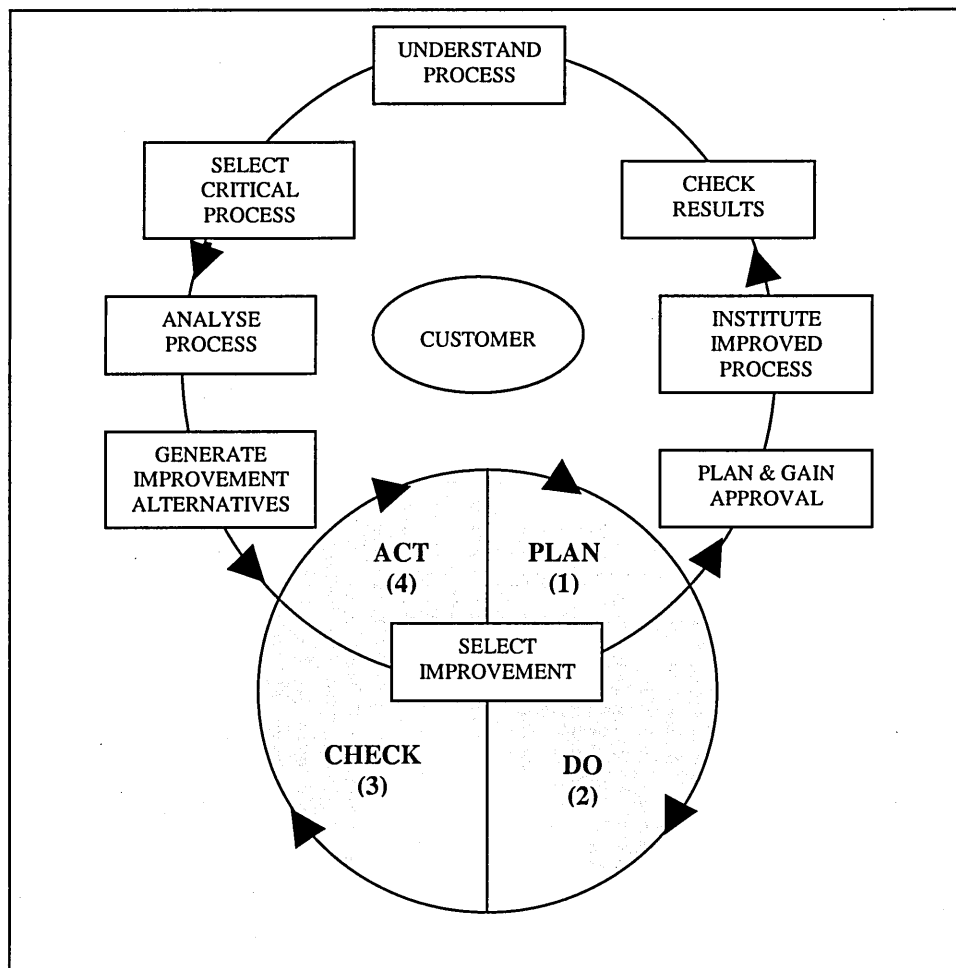 UNDERSTAND
PROCESS
SELECT
CRITICAL
PROCESS
CHECK
RESULTS
ANALYSE
PROCESS
CUSTOMER
INSTITUTE
IMPROVED
PROCESS
GENERATE
IMPROVEMENT
ALTERNATIVES
PLAN & GAIN
APPROVAL
ACT
(4)
PLAN
(1)
SELECT
IMPROVEMENT
CHECK
(3)
DO
(2)